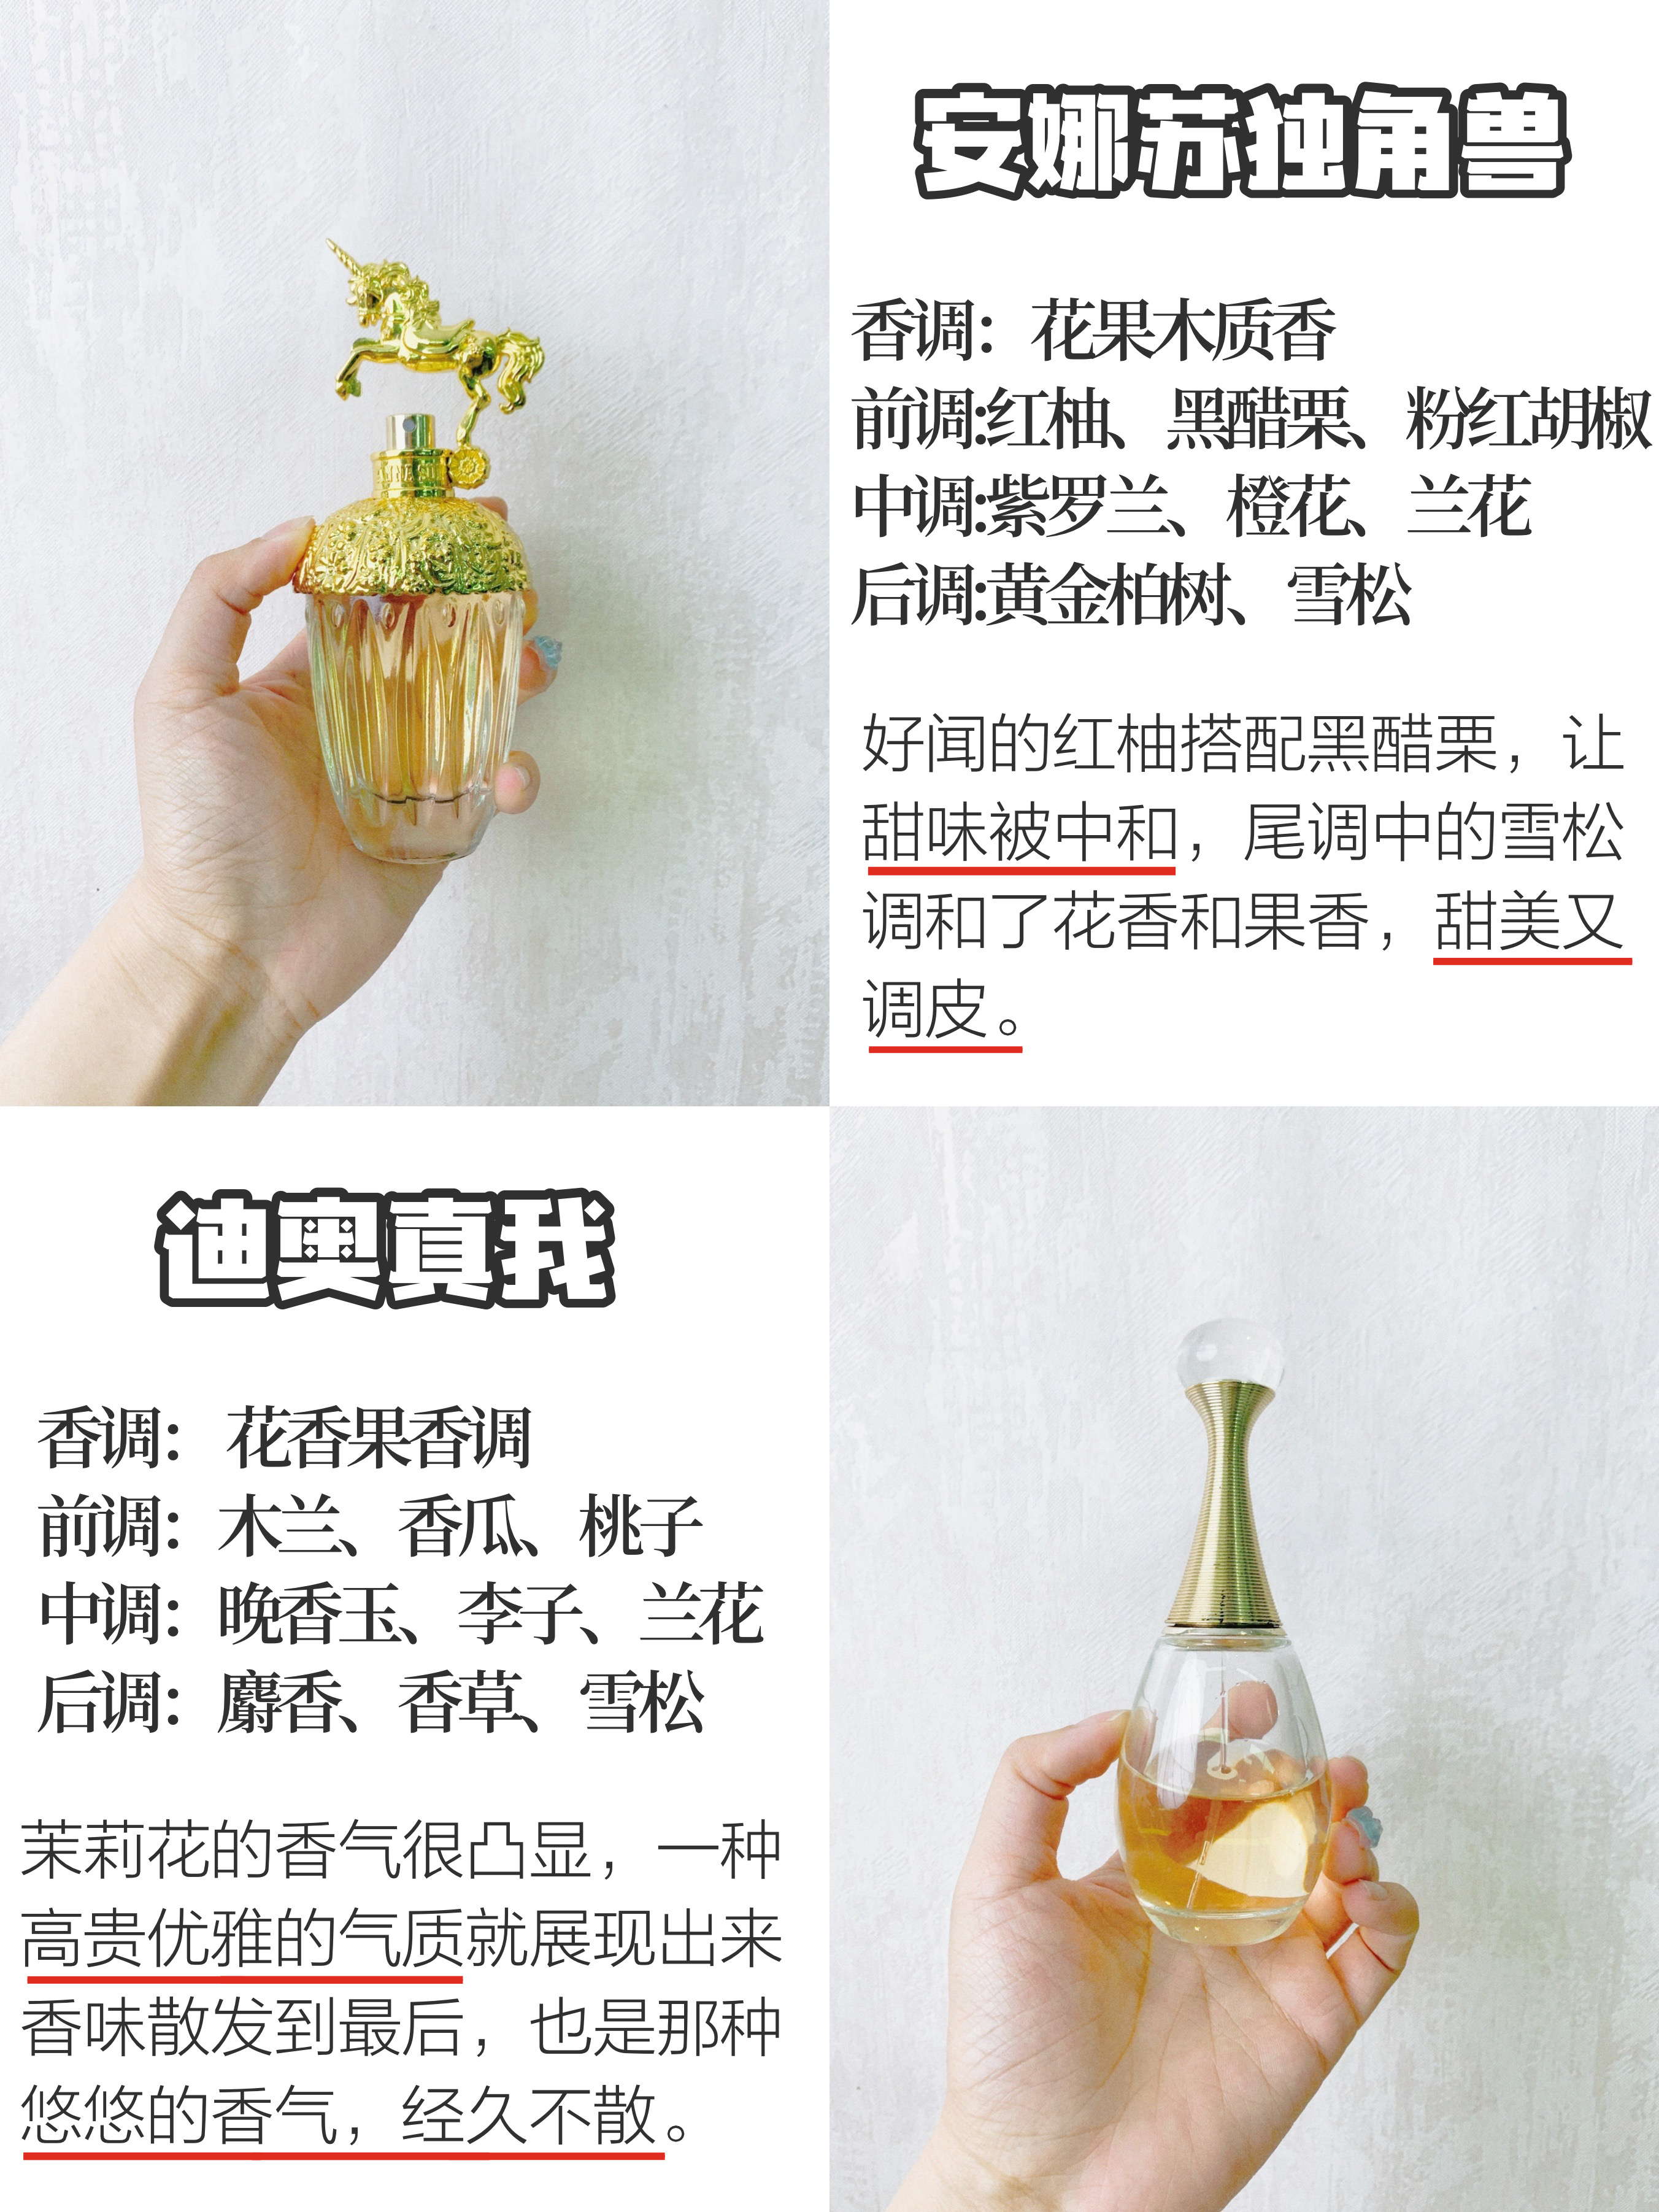 安娜苏独角兽
香调：花果木质香
前调:红柚、黑醋栗、粉红胡椒
中调:紫罗兰、橙花、兰花
后调:黄金柏树、雪松
好闻的红柚搭配黑醋栗，让
甜味被中和，尾调中的雪松
调和了花香和果香，甜美又
调皮。
ANNA SUI
迪奥真我
香调：花香果香调
前调：木兰、香瓜、桃子
中调：晚香玉、李子、兰花
后调：麝香、香草、雪松
茉莉花的香气很凸显，一种
高贵优雅的气质就展现出来
香味散发到最后，也是那种
悠悠的香气，经久不散。